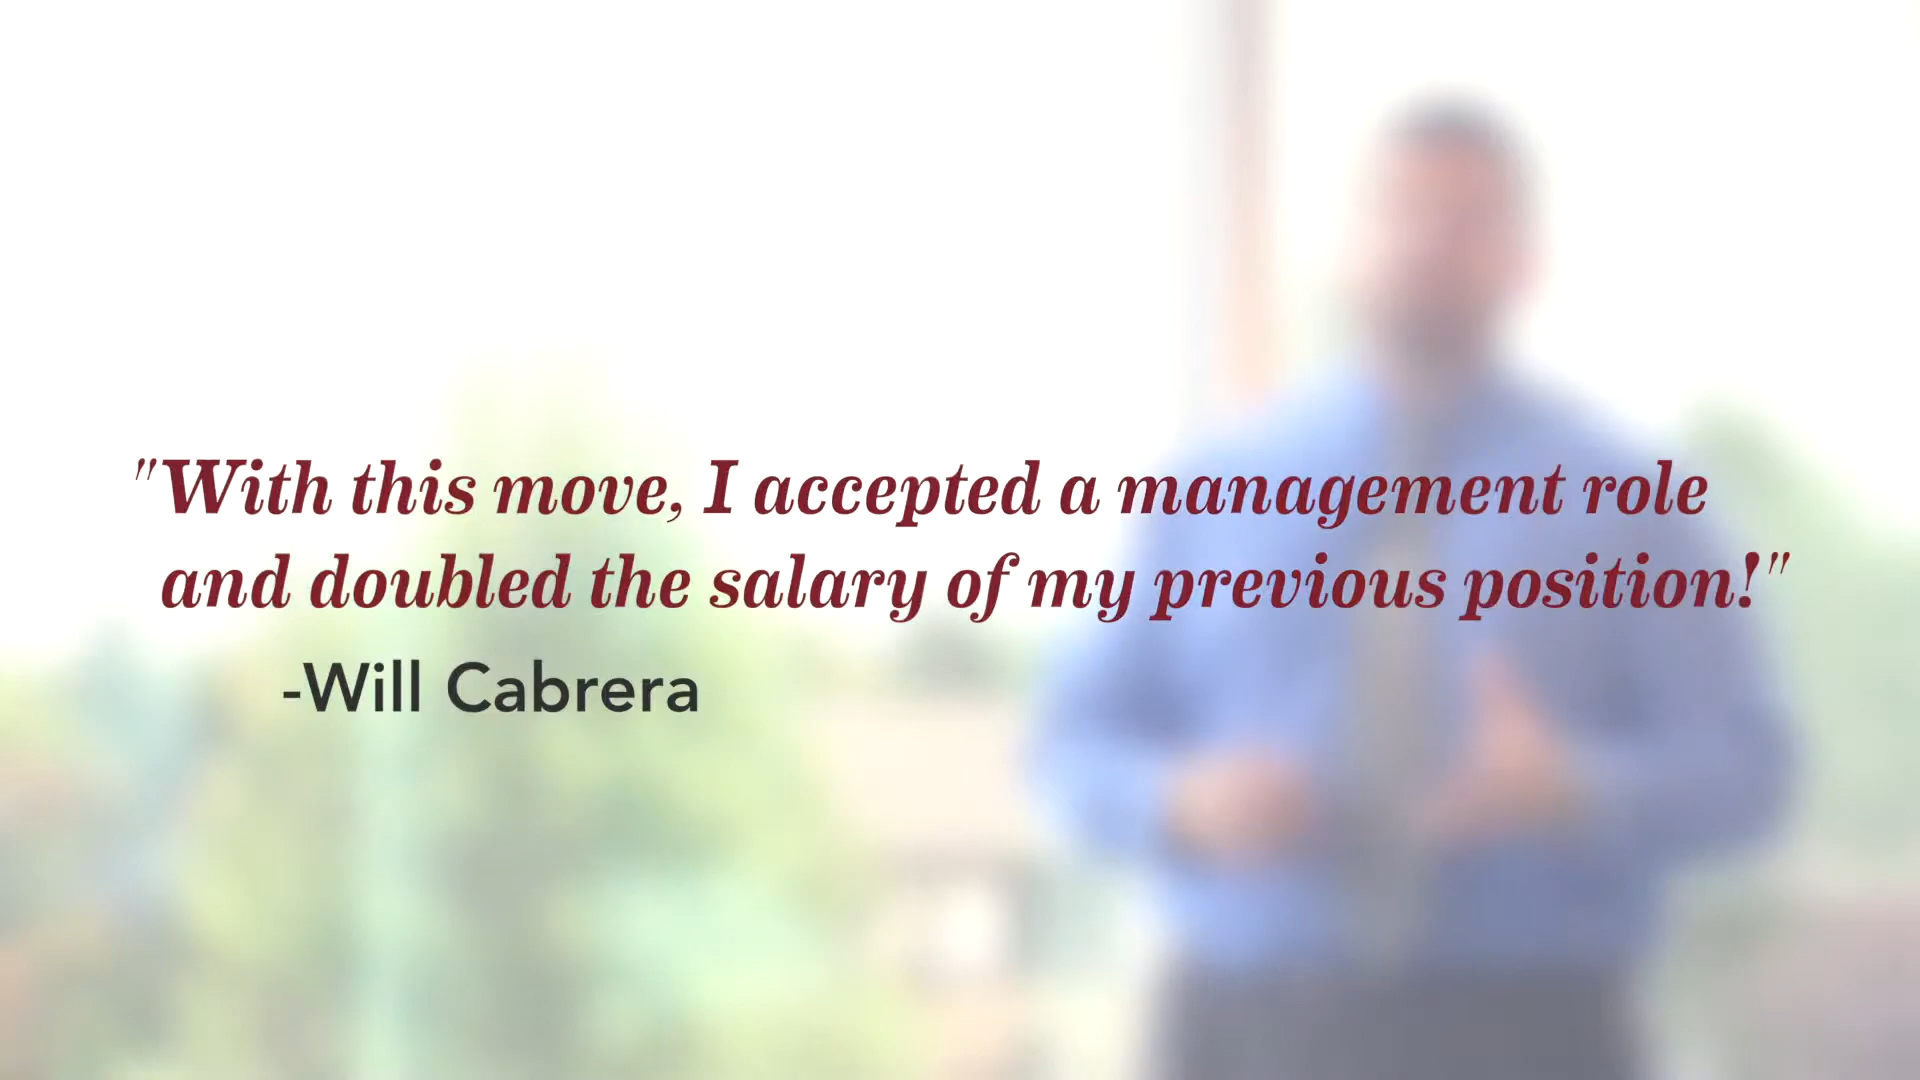 "With this move, I accepted a management role
and doubled the salary of my previous position!"
-Will Cabrera